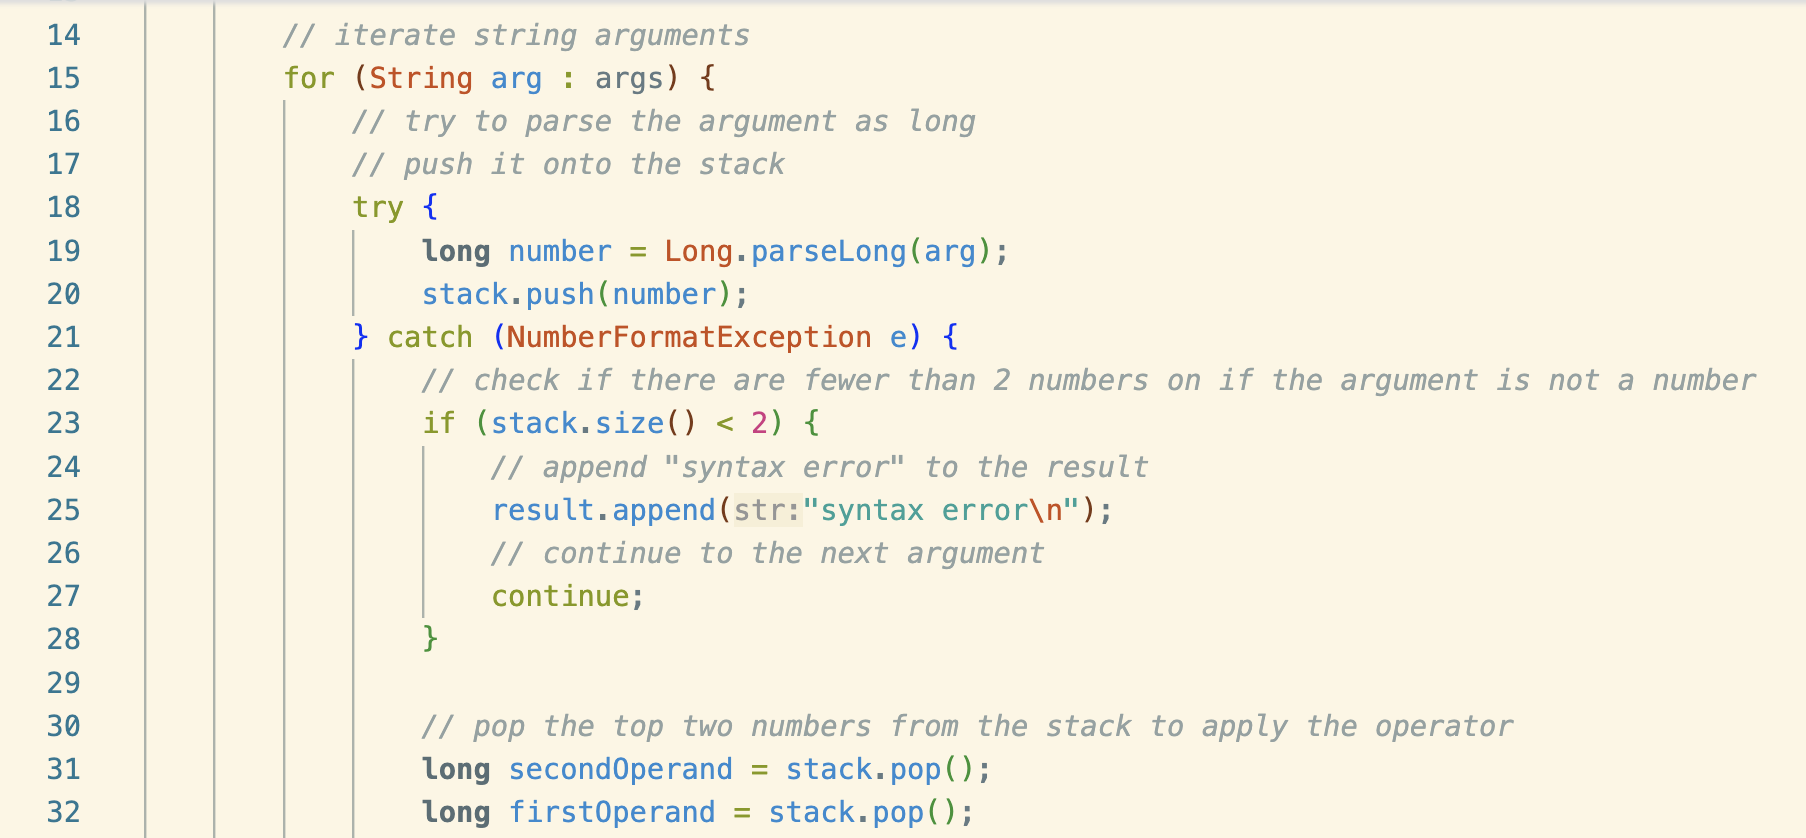 14 // iterate string arguments
15 for (String arg : args) {
16 // try to parse the argument as long
17 // push it onto the stack
18 try {
19 long number = Long.parseLong(arg);
20 stack.push(number);
21 } catch (NumberFormatException e) {
22 // check if there are fewer than 2 numbers on if the argument is not a number
23 if (stack.size() < 2) {
24 // append "syntax error" to the result
25 result.append(str:"syntax error\n");
26 // continue to the next argument
27 continue;
28 }
29
30 // pop the top two numbers from the stack to apply the operator
31 long secondOperand = stack.pop();
32 long firstOperand = stack.pop();